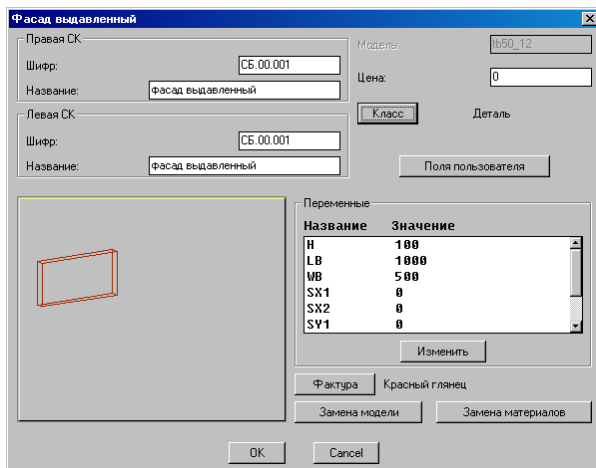 Фасад выдавленный
Правая СК
Шифр: СБ.00.001
Название: фасад выдавленный
Левая СК
Шифр: СБ.00.001
Название: фасад выдавленный
Модель: tb50_12
Цена: 0
Класс Деталь
Поля пользователя
Переменные
Название Значение
H 100
LB 1000
WB 500
SX1 0
SX2 0
SY1 0
Изменить
Фактура Красный глянец
Замена модели Замена материалов
OK Cancel